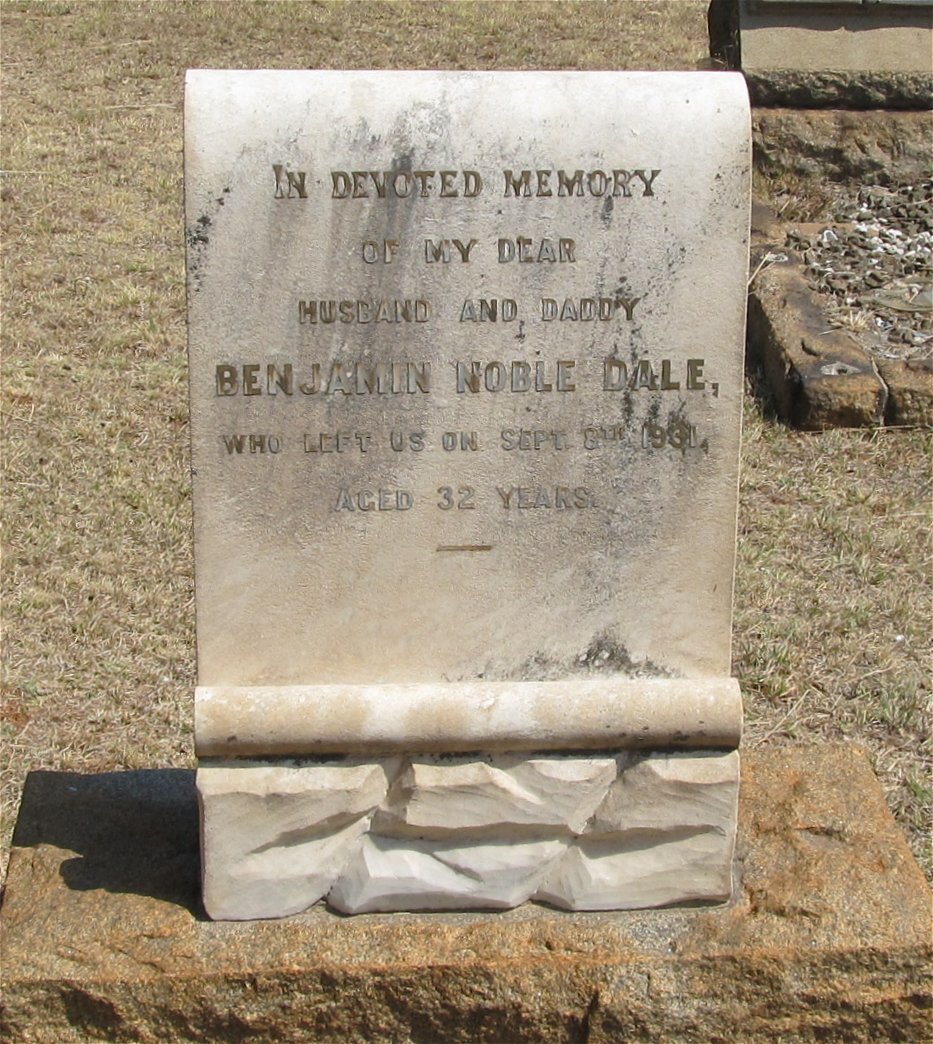 IN DEVOTED MEMORY
OF MY DEAR
HUSBAND AND DADDY
BENJAMIN NOBLE DALE,
WHO LEFT US ON SEPT. 8TH 1931,
AGED 32 YEARS.